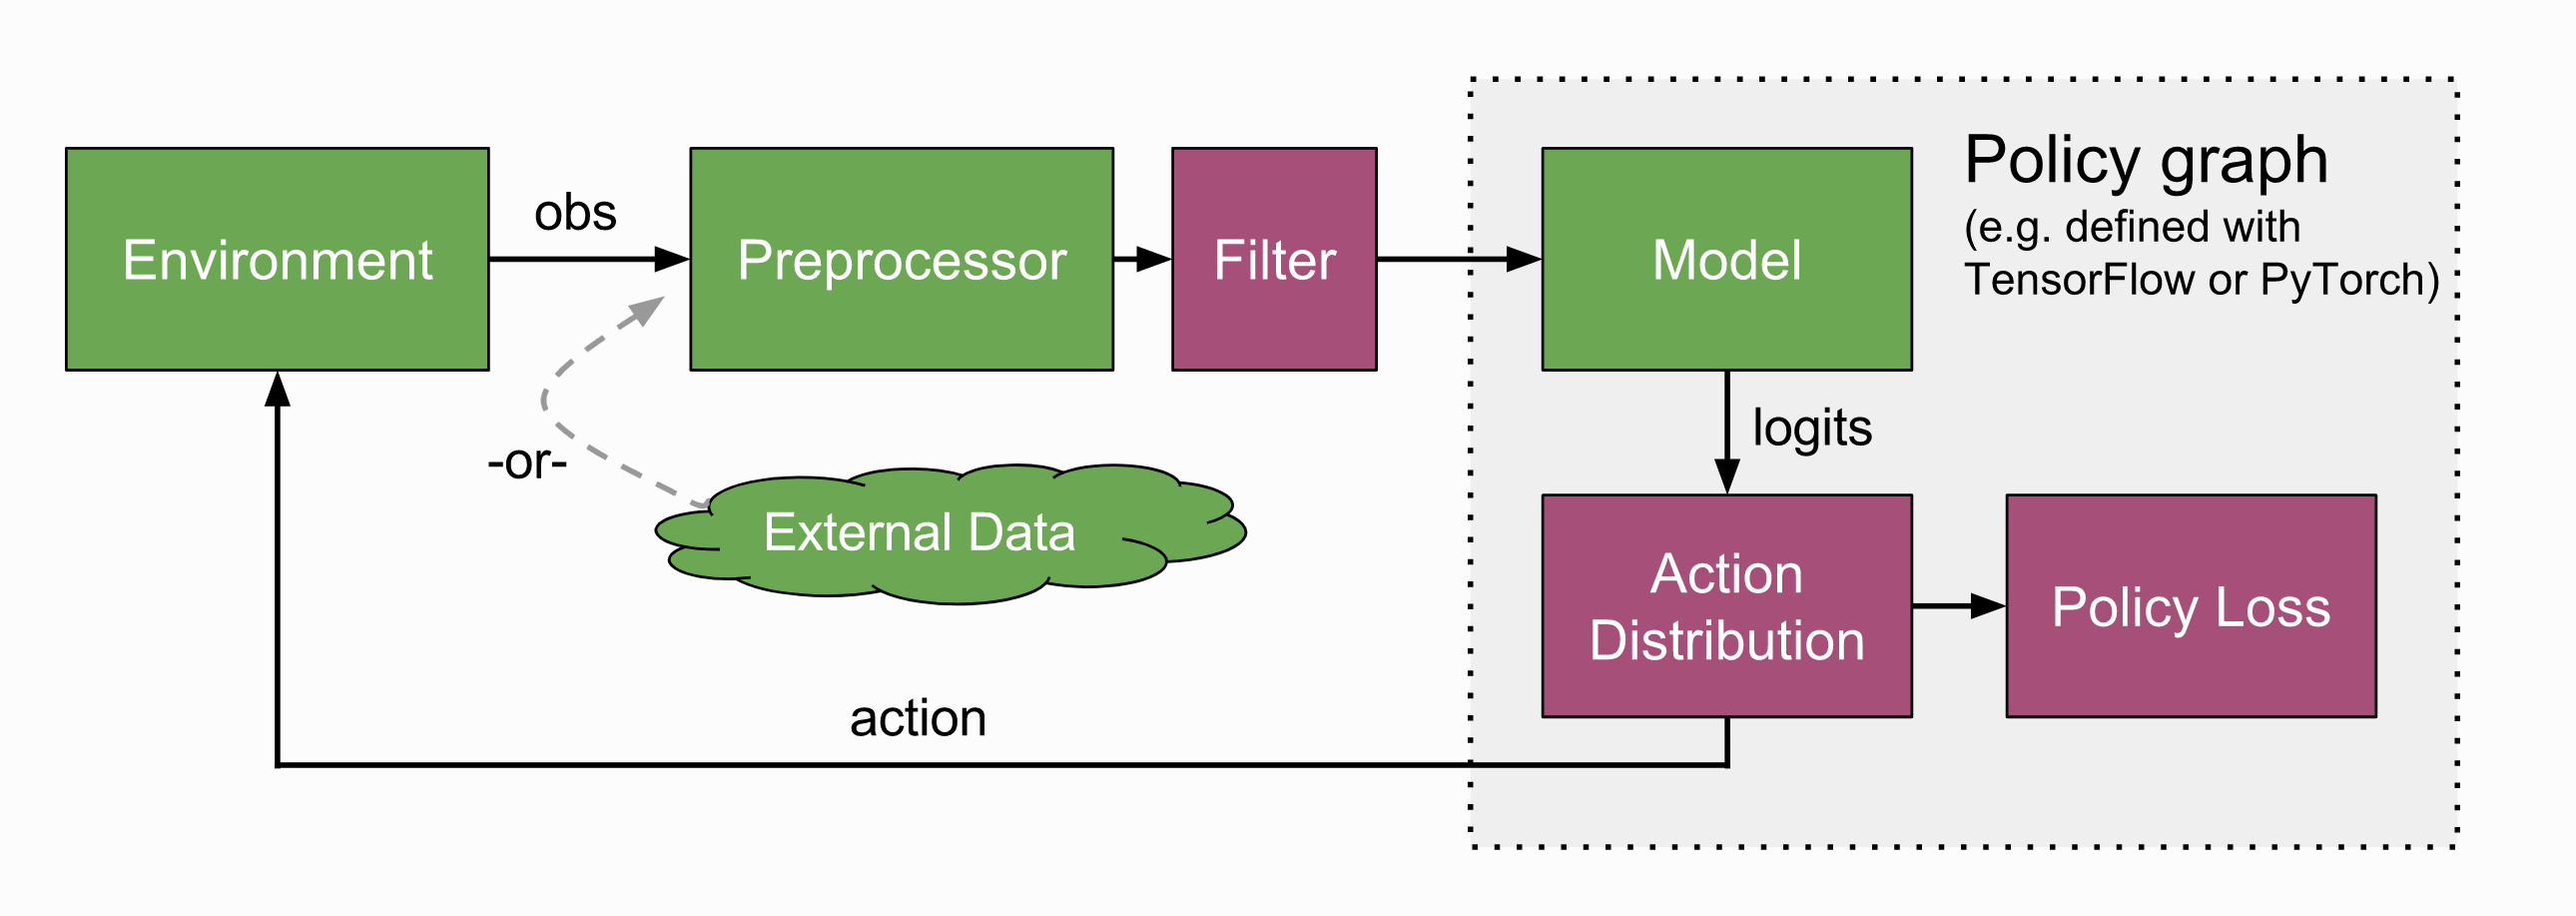 Environment
obs
Preprocessor
Filter
Model
Policy graph
(e.g. defined with
TensorFlow or PyTorch)
-or-
External Data
logits
Action
Distribution
Policy Loss
action